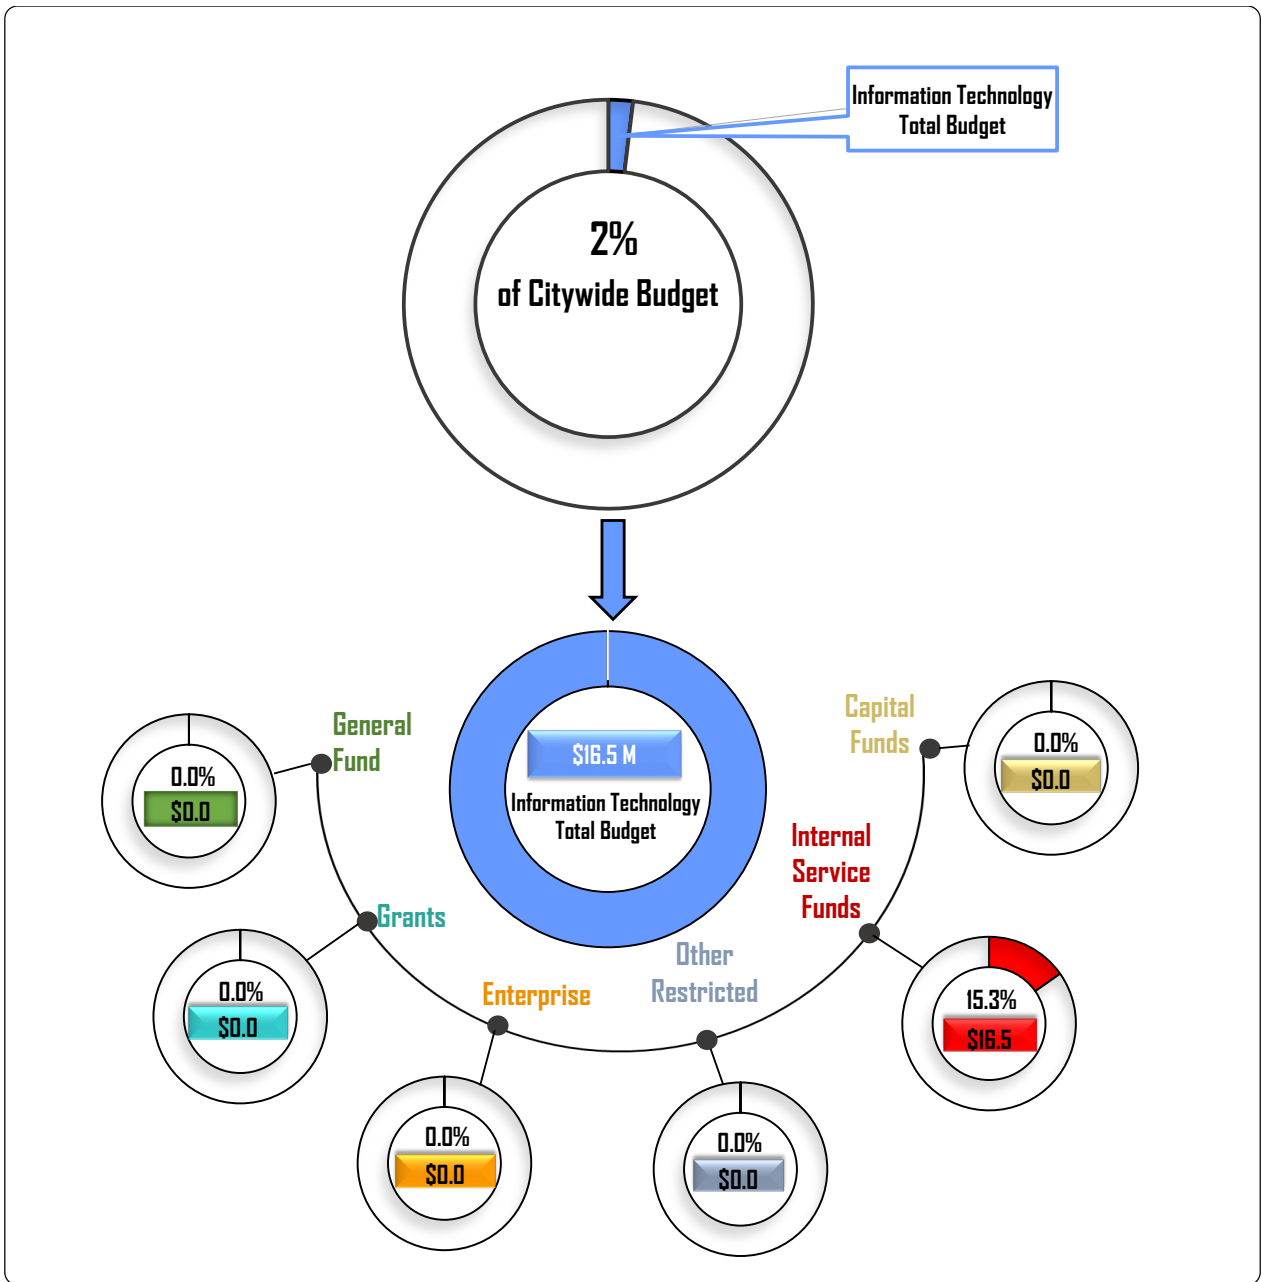 Information Technology
Total Budget
2%
of Citywide Budget
$16.5 M
Information Technology
Total Budget
General
Fund
0.0%
$0.0
Grants
0.0%
$0.0
Enterprise
0.0%
$0.0
Other
Restricted
0.0%
$0.0
Internal
Service
Funds
15.3%
$16.5
Capital
Funds
0.0%
$0.0